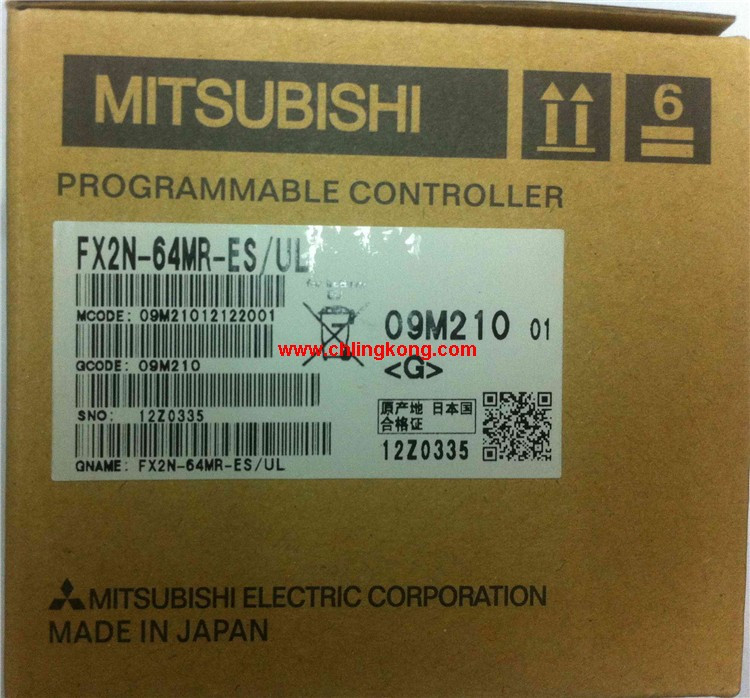 MITSUBISHI
6
PROGRAMMABLE CONTROLLER
FX2N-64MR-ES/UL
MCODE: 09M21012122001
09M210 01
www.chlingkong.com
GCODE: 09M210
<G>
SNO: 12Z0335
原产地 日本国
合格证
12Z0335
GNAME: FX2N-64MR-ES/UL
MITSUBISHI ELECTRIC CORPORATION
MADE IN JAPAN